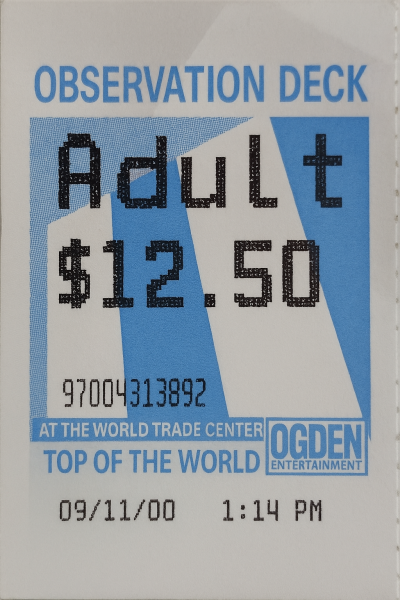 OBSERVATION DECK
Adult
$12.50
97004313892
AT THE WORLD TRADE CENTER
TOP OF THE WORLD
OGDEN
ENTERTAINMENT
09/11/00 1:14 PM